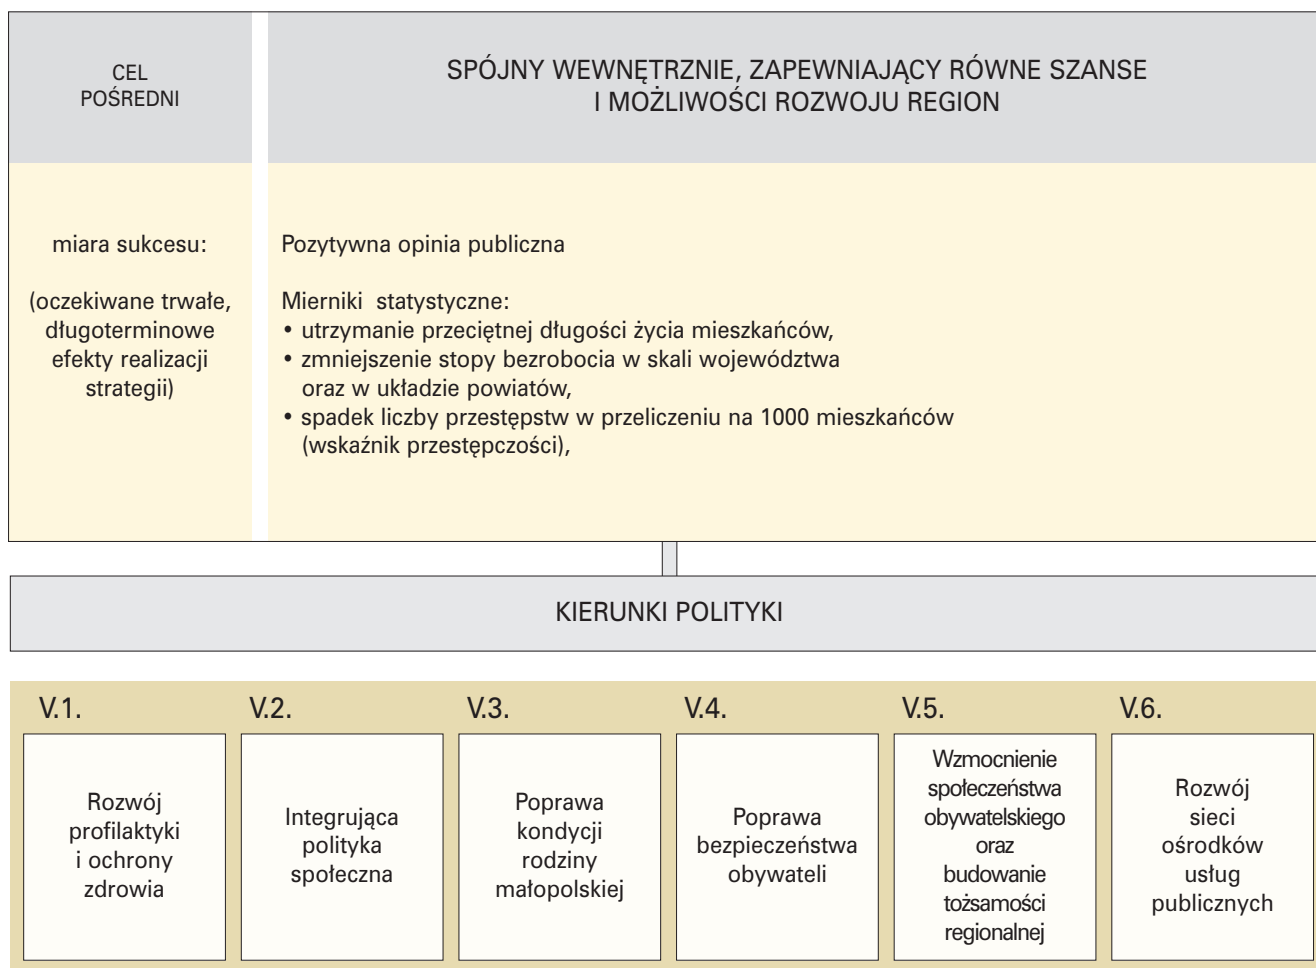 CEL
POŚREDNI
SPÓJNY WEWNĘTRZNIE, ZAPEWNIAJĄCY RÓWNE SZANSE
I MOŻLIWOŚCI ROZWOJU REGION
miara sukcesu:
(oczekiwane trwałe,
długoterminowe
efekty realizacji
strategii)
Pozytywna opinia publiczna
Mierniki statystyczne:
• utrzymanie przeciętnej długości życia mieszkańców,
• zmniejszenie stopy bezrobocia w skali województwa
oraz w układzie powiatów,
• spadek liczby przestępstw w przeliczeniu na 1000 mieszkańców
(wskaźnik przestępczości),
KIERUNKI POLITYKI
V.1.
Rozwój
profilaktyki
i ochrony
zdrowia
V.2.
Integrująca
polityka
społeczna
V.3.
Poprawa
kondycji
rodziny
małopolskiej
V.4.
Poprawa
bezpieczeństwa
obywateli
V.5.
Wzmocnienie
społeczeństwa
obywatelskiego
oraz
budowanie
tożsamości
regionalnej
V.6.
Rozwój
sieci
ośrodków
usług
publicznych